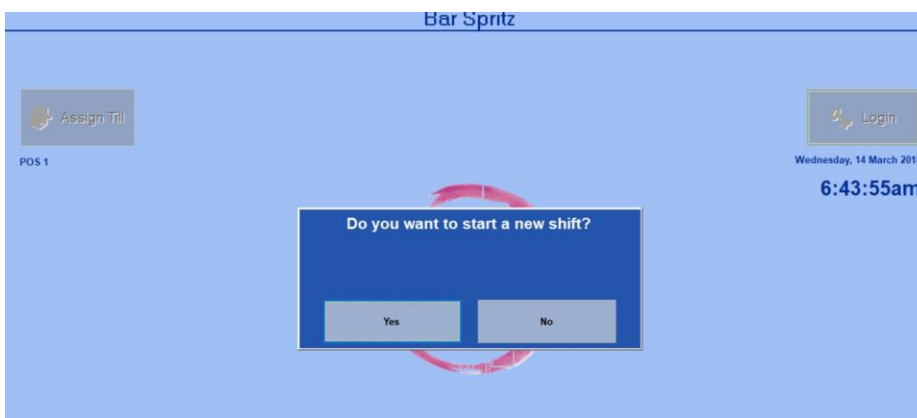 Bar Spritz
Assign Till
Login
POS 1
Wednesday, 14 March 2018
6:43:55am
Do you want to start a new shift?
Yes
No